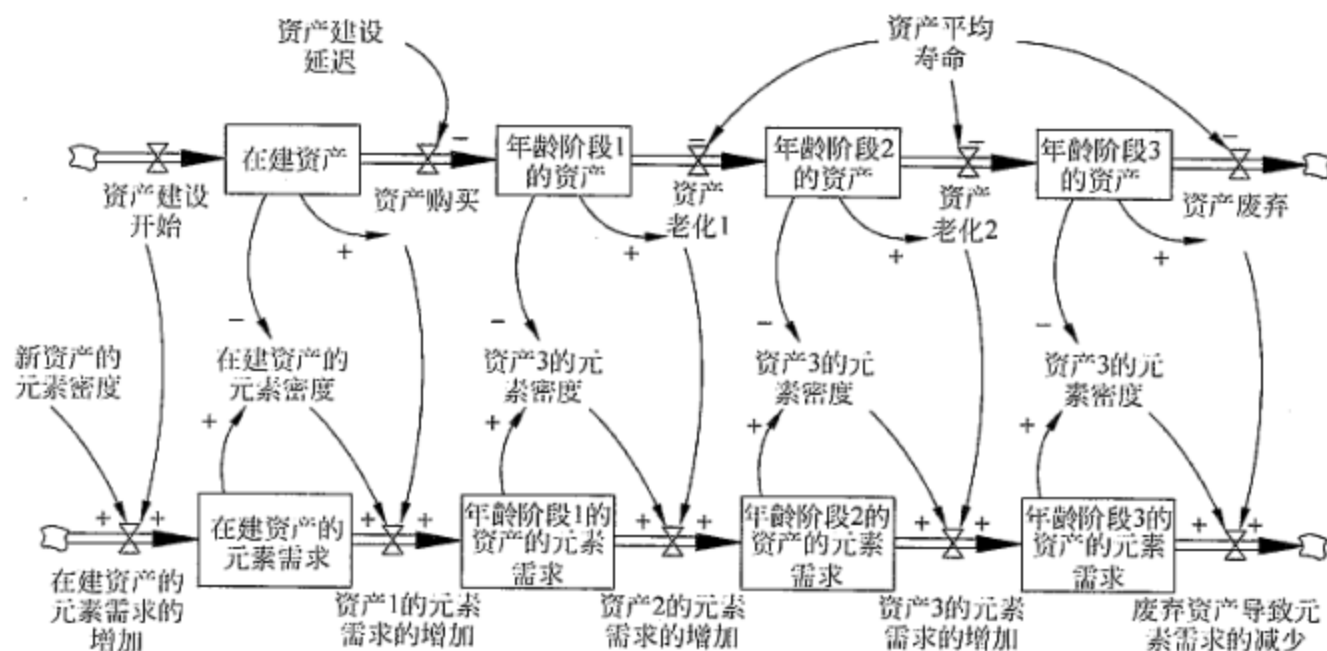 资产建设
延迟
资产平均
寿命
在建资产
年龄阶段1
的资产
年龄阶段2
的资产
年龄阶段3
的资产
资产建设
开始
资产购买
资产
老化1
资产
老化2
资产废弃
新资产的
元素密度
在建资产的
元素密度
资产3的元
素密度
资产3的元
素密度
资产3的元
素密度
在建资产的
元素需求
年龄阶段1的
资产的元素
需求
年龄阶段2的
资产的元素
需求
年龄阶段3的
资产的元素
需求
在建资产的
元素需求的
增加
资产1的元素
需求的增加
资产2的元素
需求的增加
资产3的元素
需求的增加
废弃资产导致元
素需求的减少